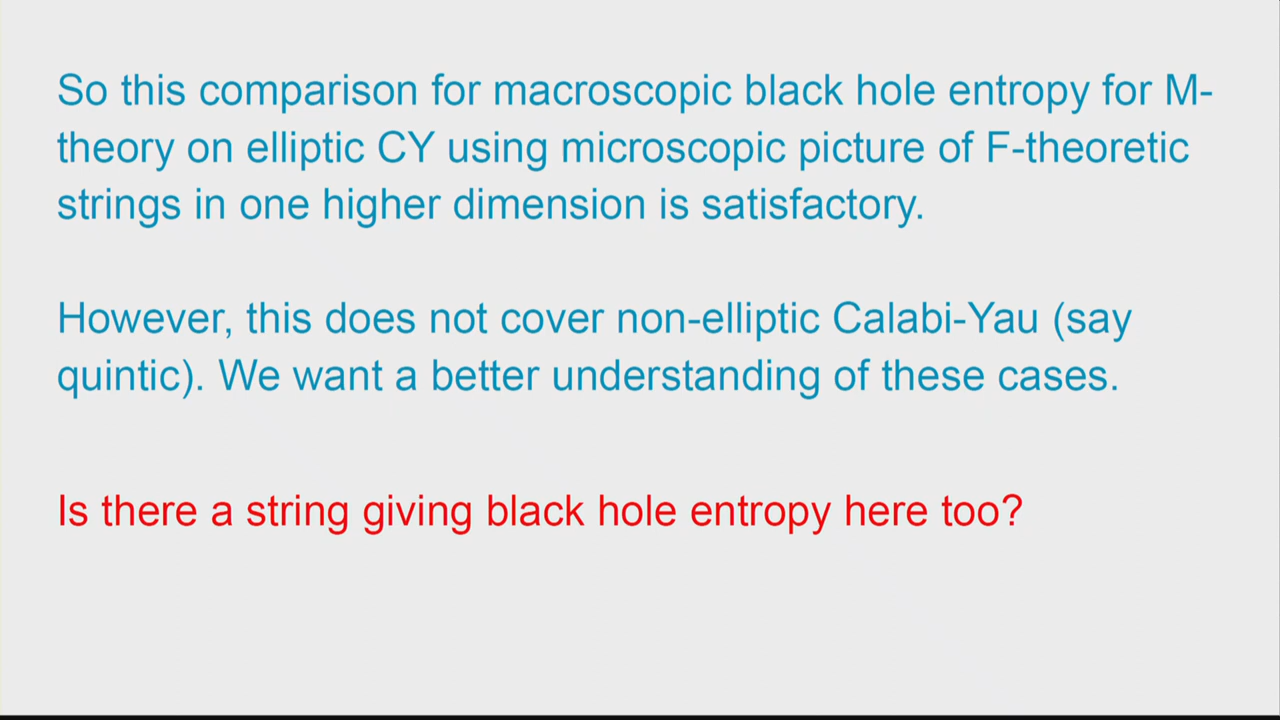 So this comparison for macroscopic black hole entropy for M-
theory on elliptic CY using microscopic picture of F-theoretic
strings in one higher dimension is satisfactory.
However, this does not cover non-elliptic Calabi-Yau (say
quintic). We want a better understanding of these cases.
Is there a string giving black hole entropy here too?